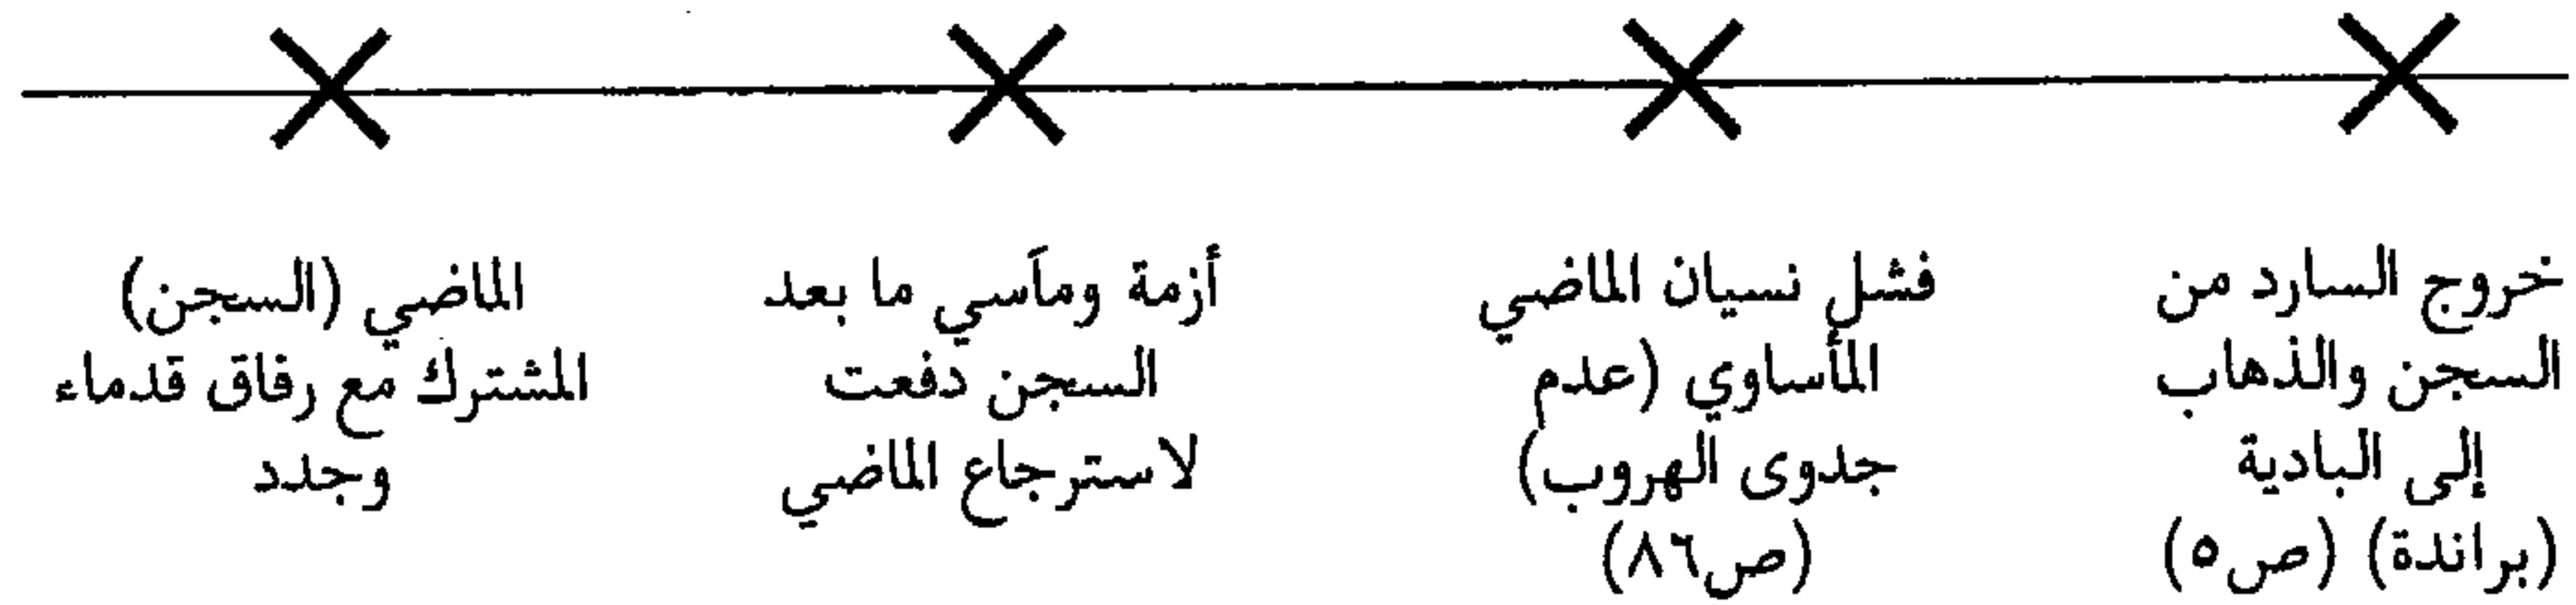 خروج السارد من
السجن والذهاب
إلى البادية
(براندة) (ص٥)
فشل نسيان الماضي
المأساوي (عدم
جدوى الهروب)
(ص٨٦)
أزمة ومآسي ما بعد
السجن دفعت
لاسترجاع الماضي
الماضي (السجن)
المشترك مع رفاق قدماء
وجدد